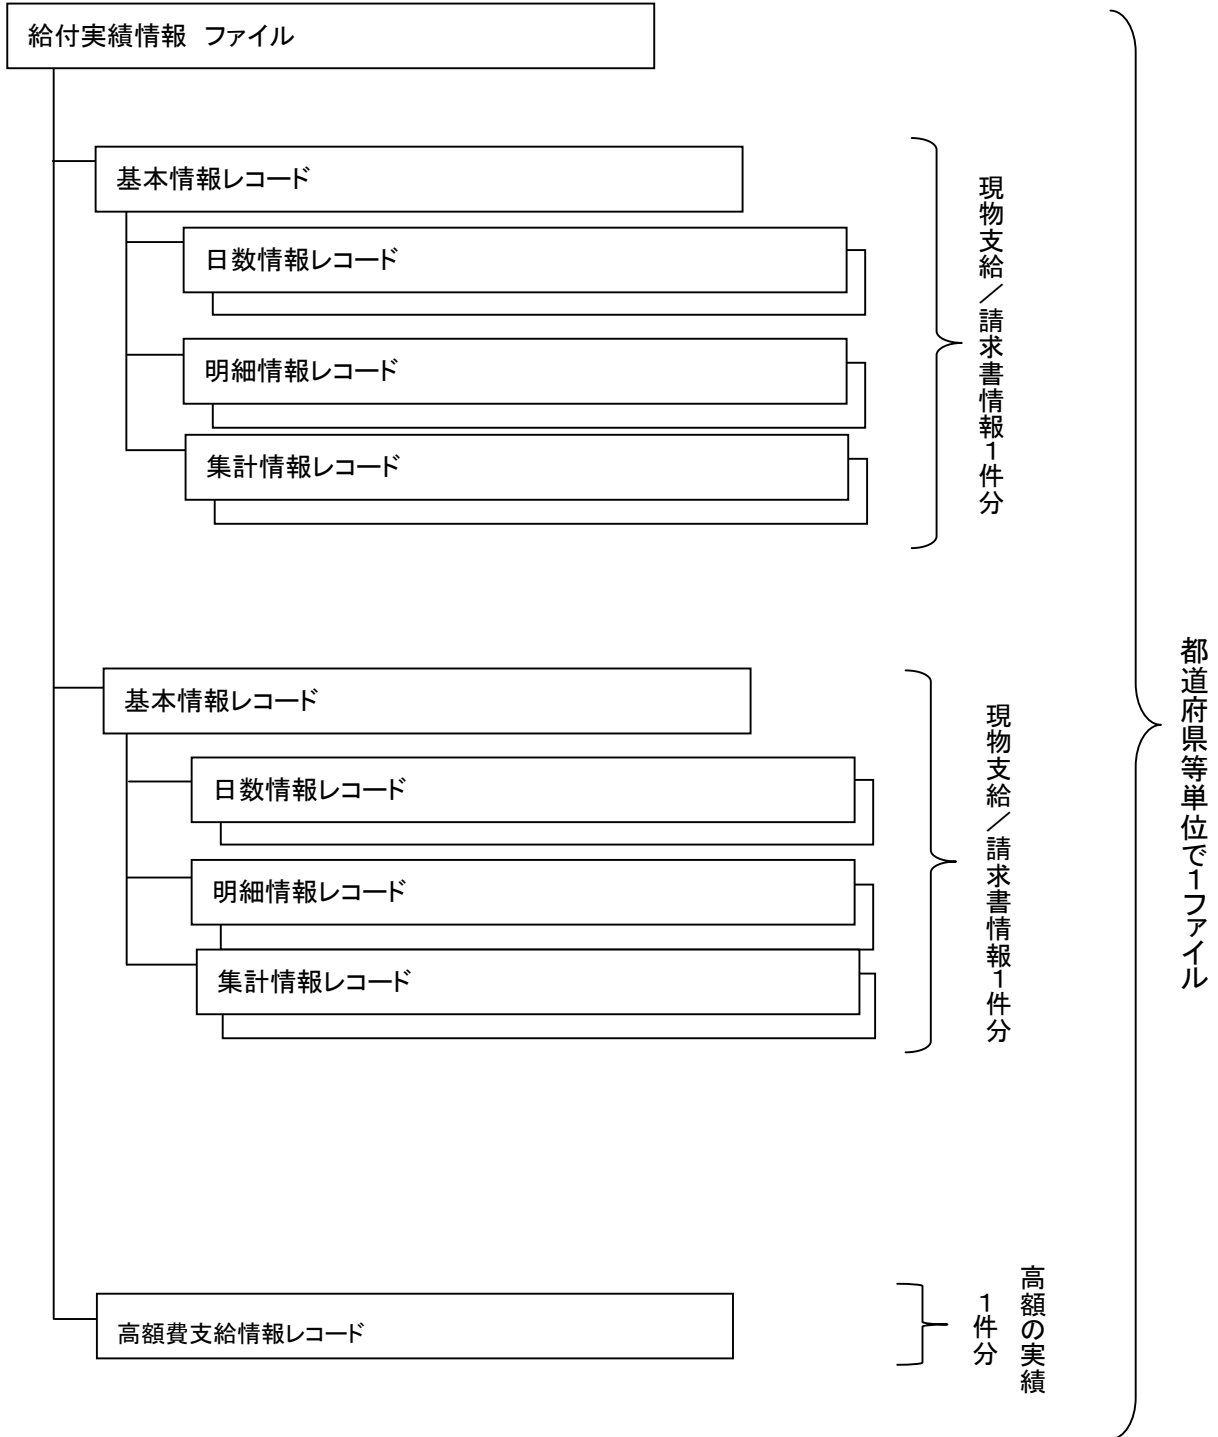 給付実績情報　ファイル
基本情報レコード
日数情報レコード
明細情報レコード
集計情報レコード
現物支給／請求書情報１件分
基本情報レコード
日数情報レコード
明細情報レコード
集計情報レコード
現物支給／請求書情報１件分
高額費支給情報レコード
高額の実績
１件分
都道府県等単位で１ファイル